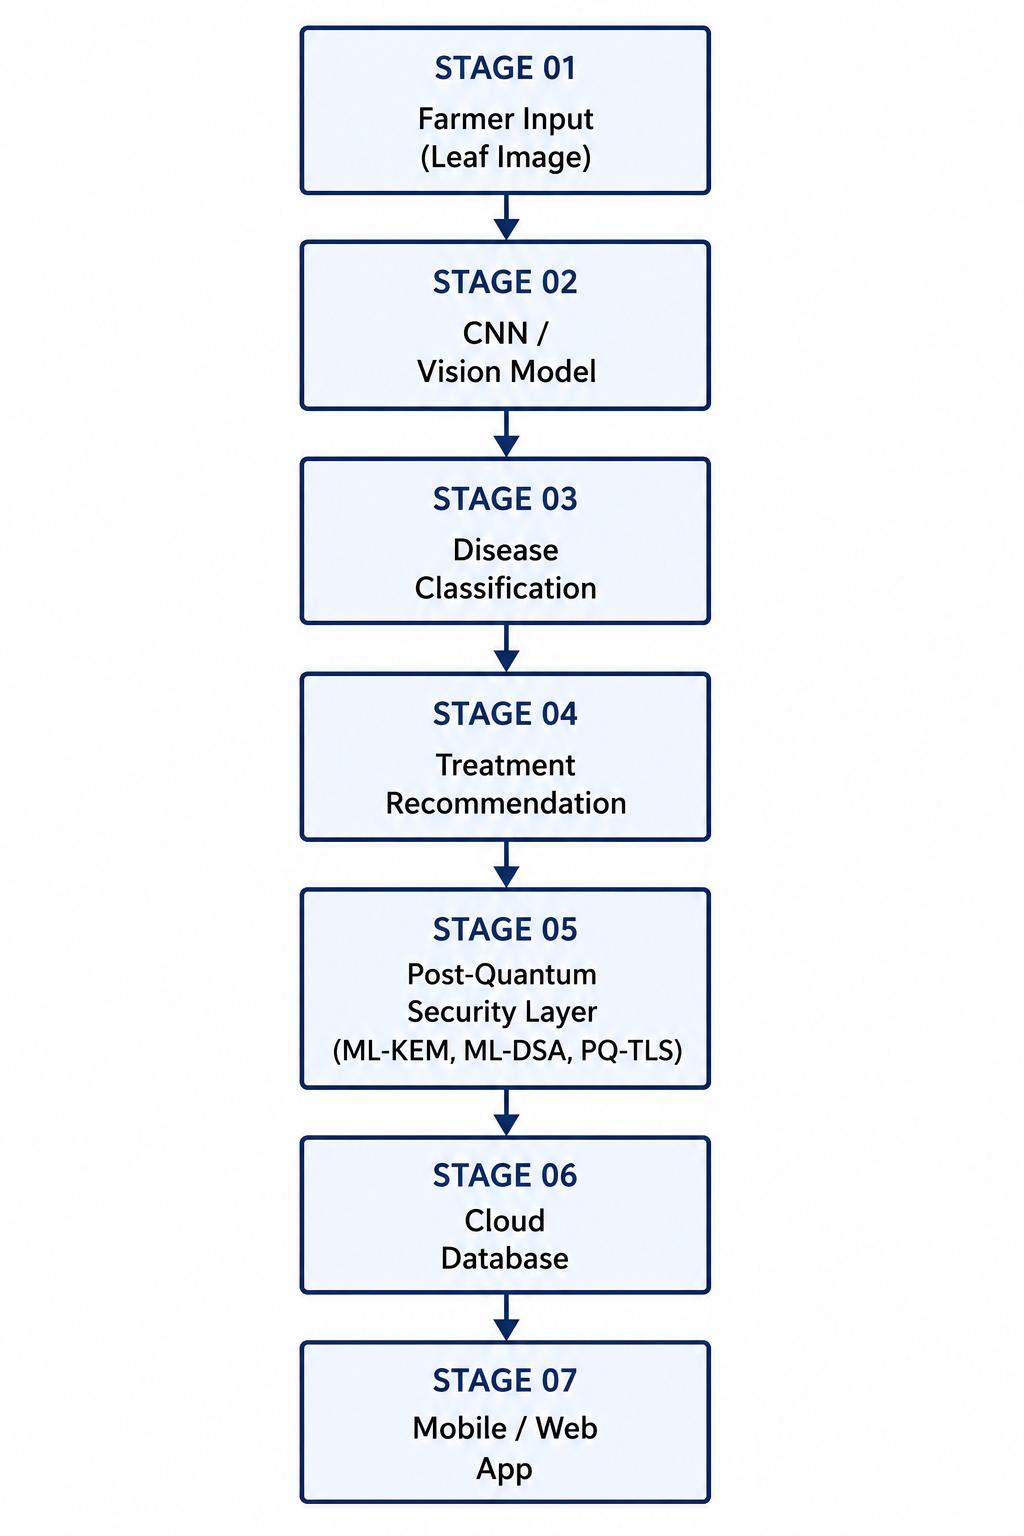 STAGE 01
Farmer Input
(Leaf Image)
STAGE 02
CNN /
Vision Model
STAGE 03
Disease
Classification
STAGE 04
Treatment
Recommendation
STAGE 05
Post-Quantum
Security Layer
(ML-KEM, ML-DSA, PQ-TLS)
STAGE 06
Cloud
Database
STAGE 07
Mobile / Web
App